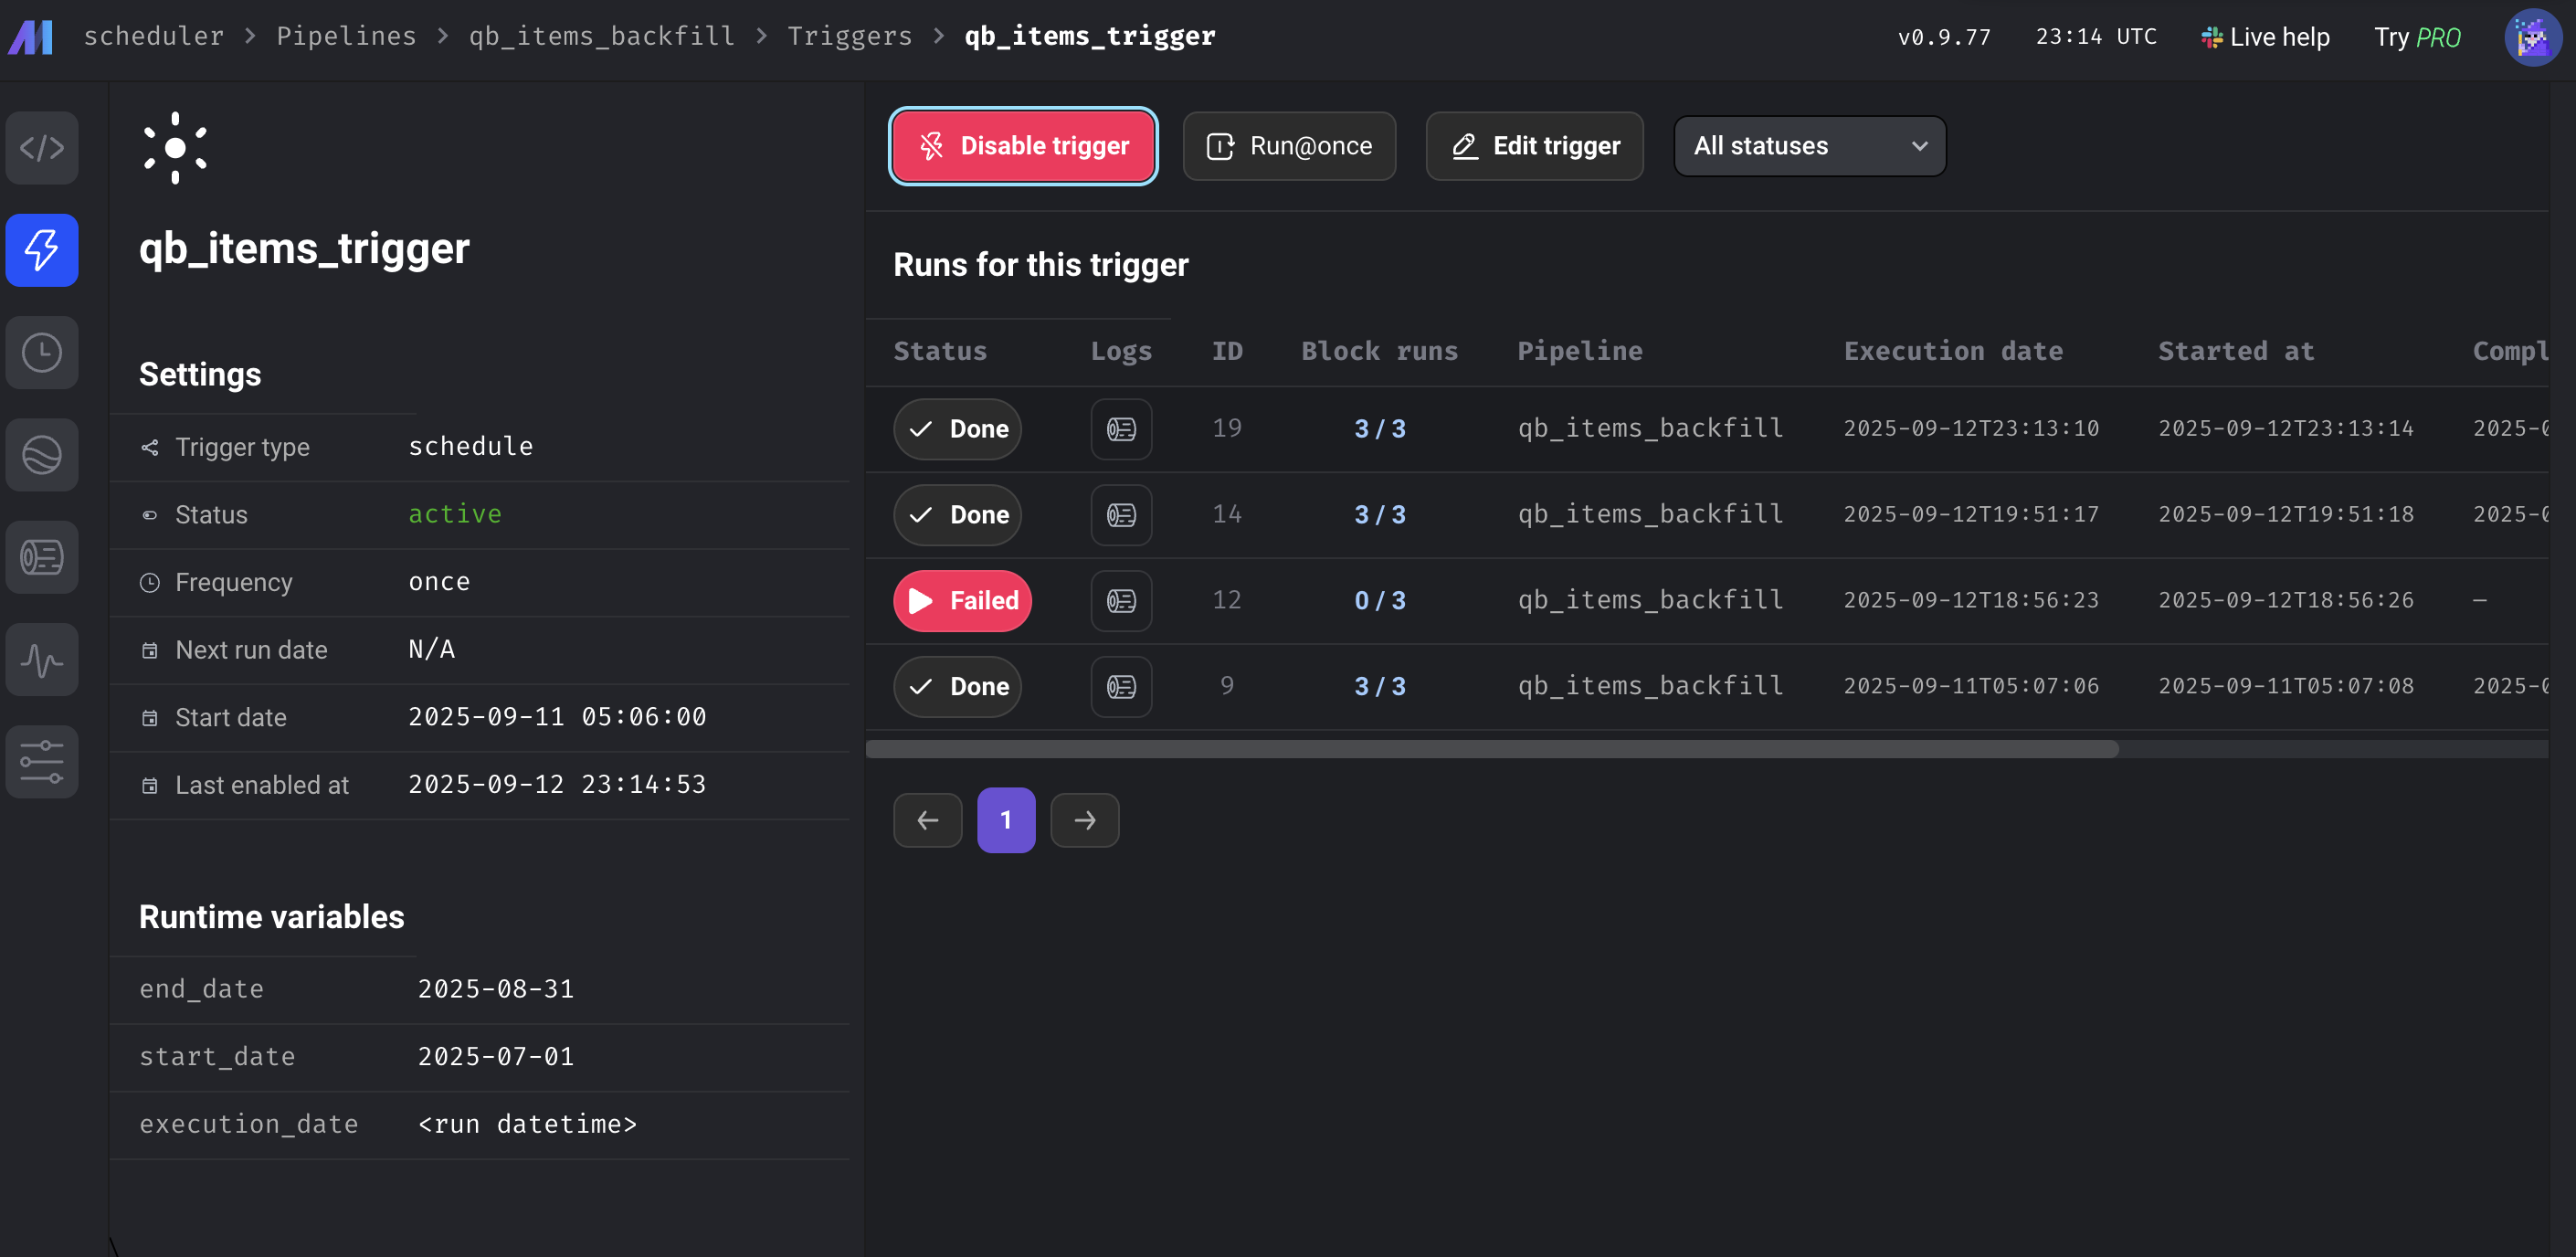 scheduler > Pipelines > qb_items_backfill > Triggers > qb_items_trigger
v0.9.77 23:14 UTC Live help Try PRO
qb_items_trigger
Settings
Trigger type schedule
Status active
Frequency once
Next run date N/A
Start date 2025-09-11 05:06:00
Last enabled at 2025-09-12 23:14:53
Runtime variables
end_date 2025-08-31
start_date 2025-07-01
execution_date <run datetime>
Disable trigger Run@once Edit trigger All statuses
Runs for this trigger
Status Logs ID Block runs Pipeline Execution date Started at Compl
Done 19 3 / 3 qb_items_backfill 2025-09-12T23:13:10 2025-09-12T23:13:14 2025-0
Done 14 3 / 3 qb_items_backfill 2025-09-12T19:51:17 2025-09-12T19:51:18 2025-0
Failed 12 0 / 3 qb_items_backfill 2025-09-12T18:56:23 2025-09-12T18:56:26 —
Done 9 3 / 3 qb_items_backfill 2025-09-11T05:07:06 2025-09-11T05:07:08 2025-0
1